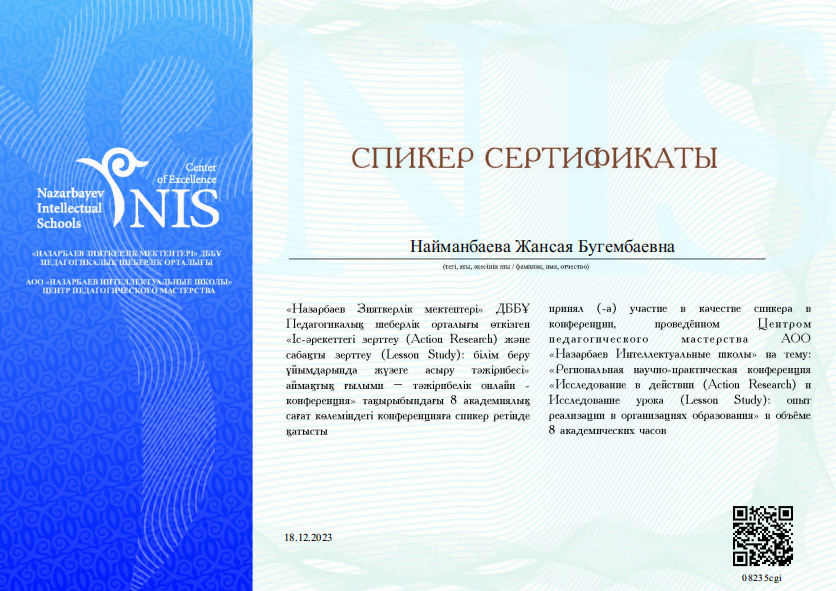 Nazarbayev
Intellectual
Schools
Center
of Excellence
NIS
«НАЗАРБАЕВ ЗИЯТКЕРЛІК МЕКТЕПТЕРІ» ДББҰ
ПЕДАГОГИКАЛЫҚ ШЕБЕРЛІК ОРТАЛЫҒЫ
АОО «НАЗАРБАЕВ ИНТЕЛЛЕКТУАЛЬНЫЕ ШКОЛЫ»
ЦЕНТР ПЕДАГОГИЧЕСКОГО МАСТЕРСТВА
СПИКЕР СЕРТИФИКАТЫ
Найманбаева Жансая Бугембаевна
(тегі, аты, әкесінің аты / фамилия, имя, отчество)
«Назарбаев Зияткерлік мектептері» ДББҰ
Педагогикалық шеберлік орталығы өткізген
«Іс-әрекеттегі зерттеу (Action Research) және
сабақты зерттеу (Lesson Study): білім беру
ұйымдарында жүзеге асыру тәжірибесі»
аймақтық ғылыми – тәжірибелік онлайн -
конференция» тақырыбындағы 8 академиялық
сағат көлеміндегі конференцияға спикер ретінде
қатысты
принял (-а) участие в качестве спикера в
конференции, проведённом Центром
педагогического мастерства АОО
«Назарбаев Интеллектуальные школы» на тему:
«Региональная научно-практическая конференция
«Исследование в действии (Action Research) и
Исследование урока (Lesson Study): опыт
реализации в организациях образования» в объёме
8 академических часов
18.12.2023
08235cgi